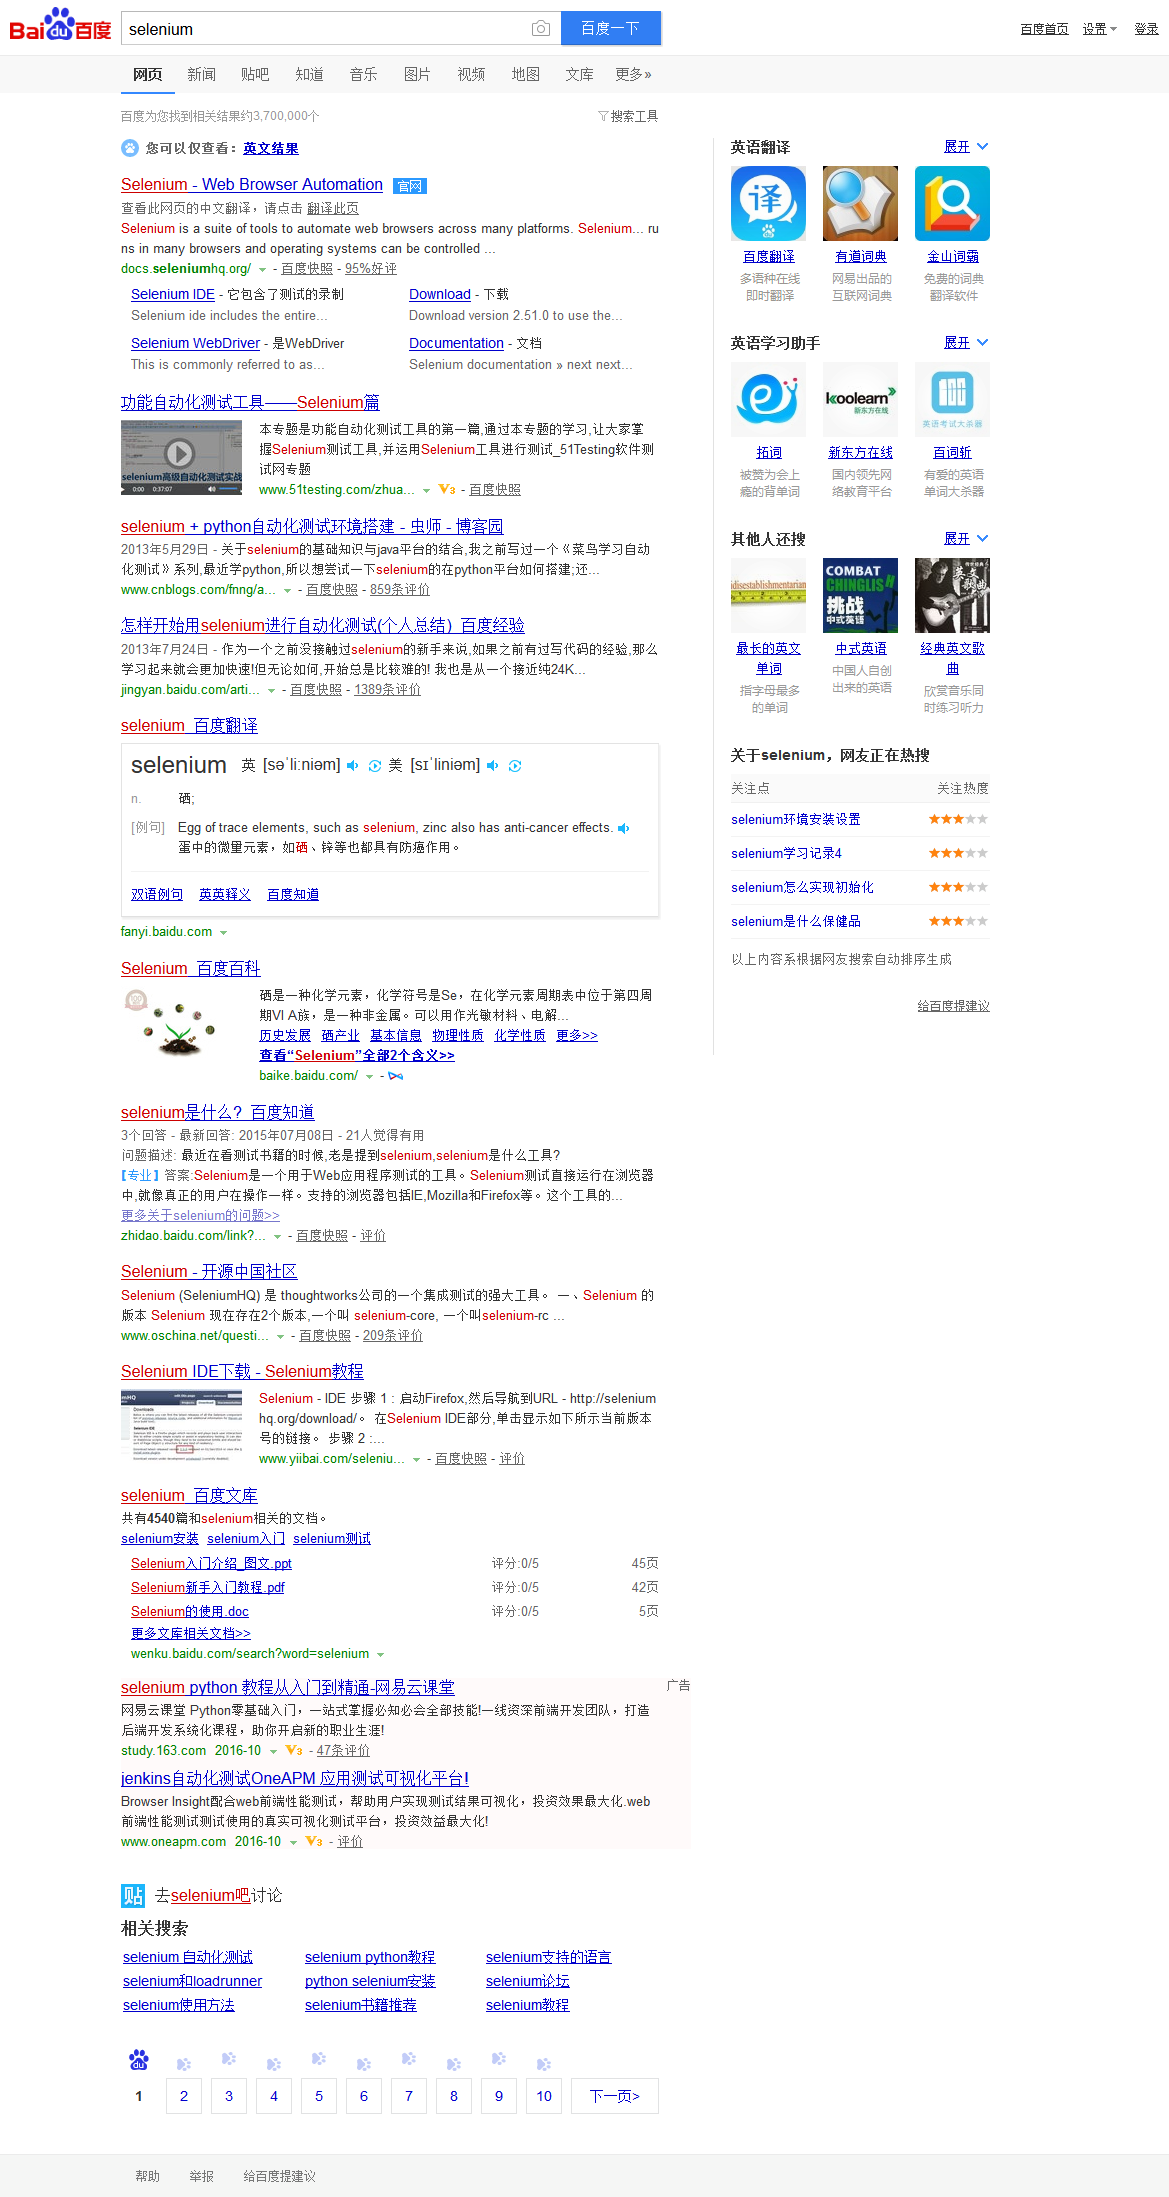 Bai du 百度
selenium
百度一下
百度首页 设置 登录
网页 新闻 贴吧 知道 音乐 图片 视频 地图 文库 更多»
百度为您找到相关结果约3,700,000个
搜索工具
您可以仅查看：英文结果
Selenium - Web Browser Automation 官网
查看此网页的中文翻译，请点击 翻译此页
Selenium is a suite of tools to automate web browsers across many platforms. Selenium... ru
ns in many browsers and operating systems can be controlled ...
docs.seleniumhq.org/ - 百度快照 - 95%好评
Selenium IDE - 它包含了测试的录制
Selenium ide includes the entire...
Download - 下载
Download version 2.51.0 to use the...
Selenium WebDriver - 是WebDriver
This is commonly referred to as...
Documentation - 文档
Selenium documentation » next next...
功能自动化测试工具——Selenium篇
selenium高级自动化测试实战
0:00 0:37:07
本专题是功能自动化测试工具的第一篇,通过本专题的学习,让大家掌
握Selenium测试工具,并运用Selenium工具进行测试_51Testing软件测
试网专题
www.51testing.com/zhua... V3 - 百度快照
selenium + python自动化测试环境搭建 - 虫师 - 博客园
2013年5月29日 - 关于selenium的基础知识与java平台的结合,我之前写过一个《菜鸟学习自动
化测试》系列,最近学python,所以想尝试一下selenium的在python平台如何搭建;还...
www.cnblogs.com/fnng/a... - 百度快照 - 859条评价
怎样开始用selenium进行自动化测试(个人总结)_百度经验
2013年7月24日 - 作为一个之前没接触过selenium的新手来说,如果之前有过写代码的经验,那么
学习起来就会更加快速!但无论如何,开始总是比较难的! 我也是从一个接近纯24K...
jingyan.baidu.com/arti... - 百度快照 - 1389条评价
selenium_百度翻译
selenium 英 [səˈliːniəm] 美 [sɪˈliniəm]
n. 硒;
[例句] Egg of trace elements, such as selenium, zinc also has anti-cancer effects.
蛋中的微量元素，如硒、锌等也都具有防癌作用。
双语例句 英英释义 百度知道
fanyi.baidu.com
Selenium_百度百科
硒是一种化学元素，化学符号是Se，在化学元素周期表中位于第四周
期VI A族，是一种非金属。可以用作光敏材料、电解...
历史发展 硒产业 基本信息 物理性质 化学性质 更多>>
查看“Selenium”全部2个含义>>
baike.baidu.com/ -
selenium是什么？_百度知道
3个回答 - 最新回答: 2015年07月08日 - 21人觉得有用
问题描述: 最近在看测试书籍的时候,老是提到selenium,selenium是什么工具?
【专业】答案:Selenium是一个用于Web应用程序测试的工具。Selenium测试直接运行在浏览器
中,就像真正的用户在操作一样。支持的浏览器包括IE,Mozilla和Firefox等。这个工具的...
更多关于selenium的问题>>
zhidao.baidu.com/link?... - 百度快照 - 评价
Selenium - 开源中国社区
Selenium (SeleniumHQ) 是 thoughtworks公司的一个集成测试的强大工具。 一、Selenium 的
版本 Selenium 现在存在2个版本,一个叫 selenium-core, 一个叫selenium-rc ...
www.oschina.net/questi... - 百度快照 - 209条评价
Selenium IDE下载 - Selenium教程
Selenium - IDE 步骤 1 : 启动Firefox,然后导航到URL - http://selenium
hq.org/download/。 在Selenium IDE部分,单击显示如下所示当前版本
号的链接。 步骤 2 :...
www.yiibai.com/seleniu... - 百度快照 - 评价
selenium_百度文库
共有4540篇和selenium相关的文档。
selenium安装 selenium入门 selenium测试
Selenium入门介绍_图文.ppt 评分:0/5 45页
Selenium新手入门教程.pdf 评分:0/5 42页
Selenium的使用.doc 评分:0/5 5页
更多文库相关文档>>
wenku.baidu.com/search?word=selenium
selenium python 教程从入门到精通-网易云课堂 广告
网易云课堂 Python零基础入门，一站式掌握知必会全部技能!一线资深前端开发团队，打造
后端开发系统化课程，助你开启新的职业生涯!
study.163.com 2016-10 V3 - 47条评价
jenkins自动化测试OneAPM 应用测试可视化平台!
Browser Insight配合web前端性能测试，帮助用户实现测试结果可视化，投资效果最大化.web
前端性能测试测试使用的真实可视化测试平台，投资效益最大化!
www.oneapm.com 2016-10 V3 - 评价
贴 去selenium吧讨论
相关搜索
selenium 自动化测试 selenium python教程 selenium支持的语言
selenium和loadrunner python selenium安装 selenium论坛
selenium使用方法 selenium书籍推荐 selenium教程
du
1 2 3 4 5 6 7 8 9 10 下一页>
帮助 举报 给百度提建议
英语翻译 展开
译
百度翻译 有道词典 金山词霸
多语种在线 网易出品的 免费的词典
即时翻译 互联网词典 翻译软件
英语学习助手 展开
koolearn
新东方在线
英语考试大杀器
拓词 新东方在线 百词斩
被赞为会上 国内领先网 有爱的英语
瘾的背单词 络教育平台 单词大杀器
其他人还搜 展开
disestablishmentarian
COMBAT
CHINGLISH
挑战
中式英语
英文
歌曲
最长的英文 中式英语 经典英文歌
单词 曲
指字母最多 中国人自创 欣赏音乐同
的单词 出来的英语 时练习听力
关于selenium，网友正在热搜
关注点 关注热度
selenium环境安装设置
selenium学习记录4
selenium怎么实现初始化
selenium是什么保健品
以上内容系根据网友搜索自动排序生成
给百度提建议